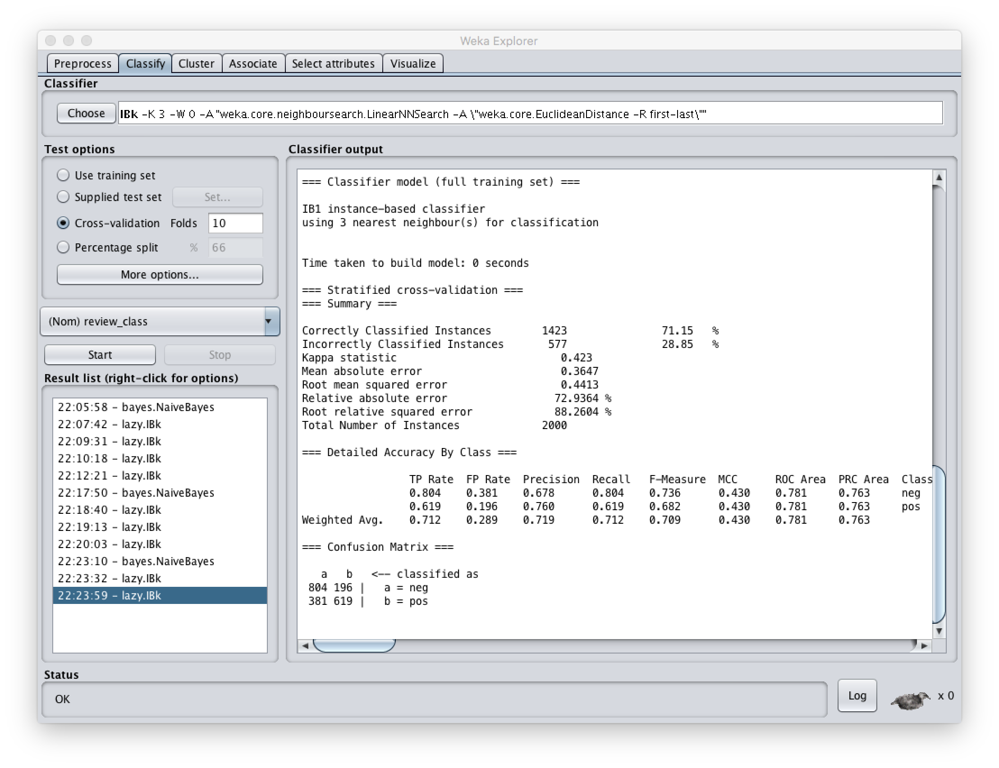 Weka Explorer
Preprocess Classify Cluster Associate Select attributes Visualize
Classifier
Choose IBk -K 3 -W 0 -A "weka.core.neighboursearch.LinearNNSearch -A \"weka.core.EuclideanDistance -R first-last\""
Test options
Use training set
Supplied test set Set...
Cross-validation Folds 10
Percentage split % 66
More options...
(Nom) review_class
Start Stop
Result list (right-click for options)
22:05:58 - bayes.NaiveBayes
22:07:42 - lazy.IBk
22:09:31 - lazy.IBk
22:10:18 - lazy.IBk
22:12:21 - lazy.IBk
22:17:50 - bayes.NaiveBayes
22:18:40 - lazy.IBk
22:19:13 - lazy.IBk
22:20:03 - lazy.IBk
22:23:10 - bayes.NaiveBayes
22:23:32 - lazy.IBk
22:23:59 - lazy.IBk
Classifier output
=== Classifier model (full training set) ===
IB1 instance-based classifier
using 3 nearest neighbour(s) for classification
Time taken to build model: 0 seconds
=== Stratified cross-validation ===
=== Summary ===
Correctly Classified Instances 1423 71.15 %
Incorrectly Classified Instances 577 28.85 %
Kappa statistic 0.423
Mean absolute error 0.3647
Root mean squared error 0.4413
Relative absolute error 72.9364 %
Root relative squared error 88.2604 %
Total Number of Instances 2000
=== Detailed Accuracy By Class ===
TP Rate FP Rate Precision Recall F-Measure MCC ROC Area PRC Area Class
0.804 0.381 0.678 0.804 0.736 0.430 0.781 0.763 neg
0.619 0.196 0.760 0.619 0.682 0.430 0.781 0.763 pos
Weighted Avg. 0.712 0.289 0.719 0.712 0.709 0.430 0.781 0.763
=== Confusion Matrix ===
a b <-- classified as
804 196 | a = neg
381 619 | b = pos
Status
OK
Log x 0